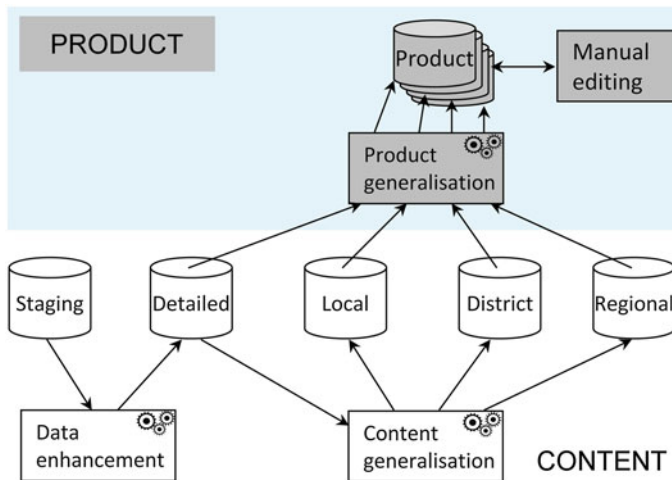 PRODUCT
Product
Manual
editing
Product
generalisation
Staging
Detailed
Local
District
Regional
Data
enhancement
Content
generalisation
CONTENT